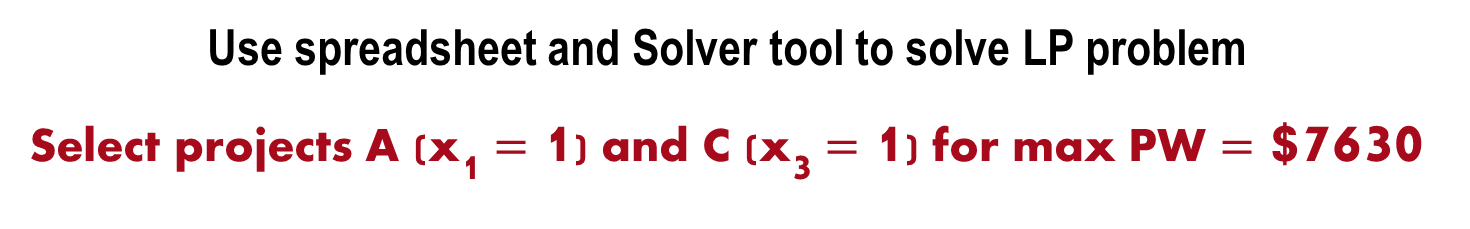 Use spreadsheet and Solver tool to solve LP problem
Select projects A (x₁ = 1) and C (x₃ = 1) for max PW = $7630